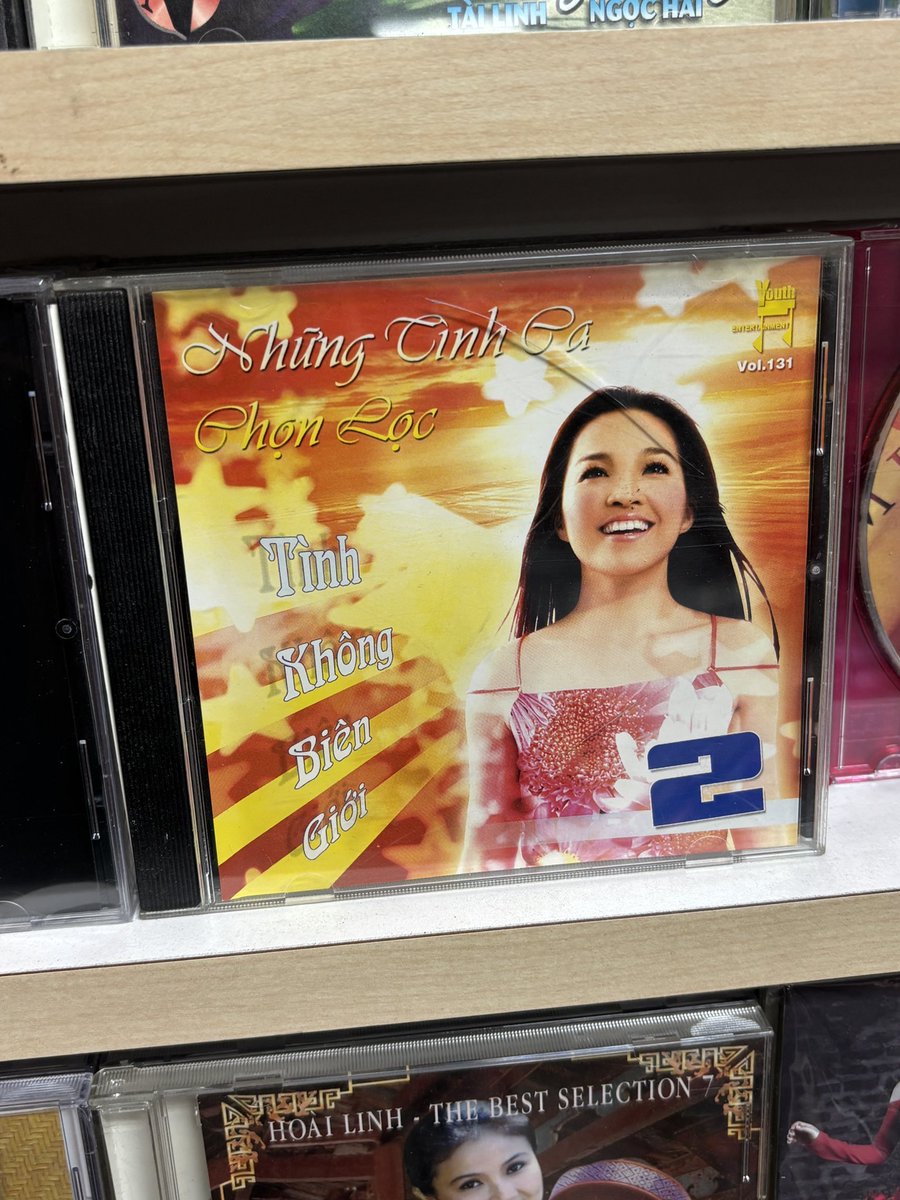 TÀI LINH NGỌC HẢI
Những Tình Ca
Chọn Lọc
Youth
ENTERTAINMENT
Vol.131
Tình
Không
Biên
Giới
2
HOÀI LINH - THE BEST SELECTION 7